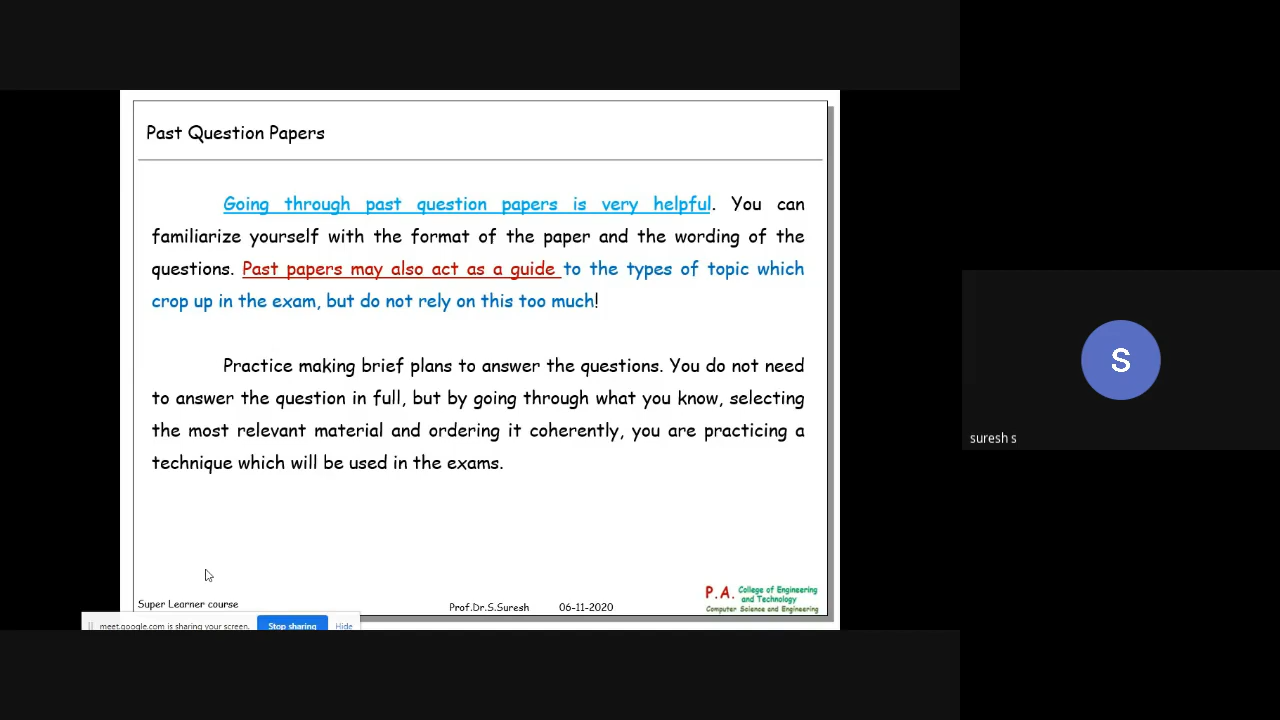 Past Question Papers
Going through past question papers is very helpful. You can
familiarize yourself with the format of the paper and the wording of the
questions. Past papers may also act as a guide to the types of topic which
crop up in the exam, but do not rely on this too much!
Practice making brief plans to answer the questions. You do not need
to answer the question in full, but by going through what you know, selecting
the most relevant material and ordering it coherently, you are practicing a
technique which will be used in the exams.
S
suresh s
Super Learner course
Prof.Dr.S.Suresh 06-11-2020
P.A. College of Engineering
and Technology
Computer Science and Engineering
meet.google.com is sharing your screen. Stop sharing Hide